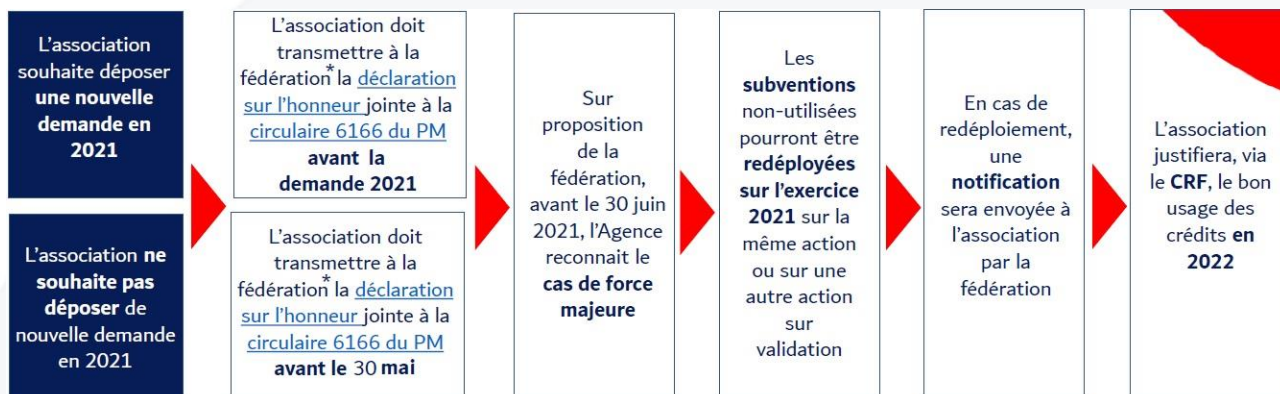 L’association
souhaite déposer
une nouvelle
demande en
2021
L’association ne
souhaite pas
déposer de
nouvelle demande
en 2021
L’association doit
transmettre à la
fédération* la déclaration
sur l’honneur jointe à la
circulaire 6166 du PM
avant la
demande 2021
L’association doit
transmettre à la
fédération* la déclaration
sur l’honneur jointe à la
circulaire 6166 du PM
avant le 30 mai
Sur
proposition
de la
fédération,
avant le 30 juin
2021, l’Agence
reconnait le
cas de force
majeure
Les
subventions
non-utilisées
pourront être
redéployées
sur l’exercice
2021 sur la
même action
ou sur une
autre action
sur
validation
En cas de
redéploiement,
une
notification
sera envoyée à
l’association
par la
fédération
L’association
justifiera, via
le CRF, le bon
usage des
crédits en
2022